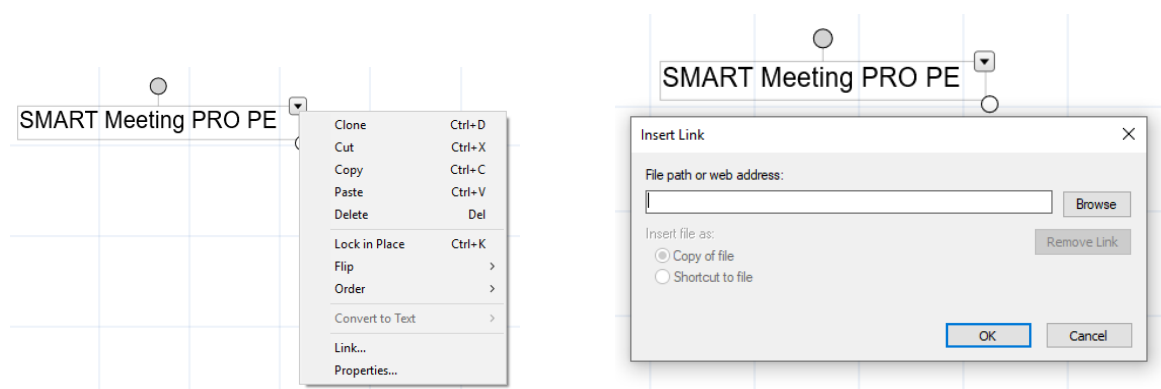 SMART Meeting PRO PE
Clone Ctrl+D
Cut Ctrl+X
Copy Ctrl+C
Paste Ctrl+V
Delete Del
Lock in Place Ctrl+K
Flip
Order
Convert to Text
Link...
Properties...
SMART Meeting PRO PE
Insert Link
File path or web address:
Browse
Insert file as:
Remove Link
Copy of file
Shortcut to file
OK Cancel